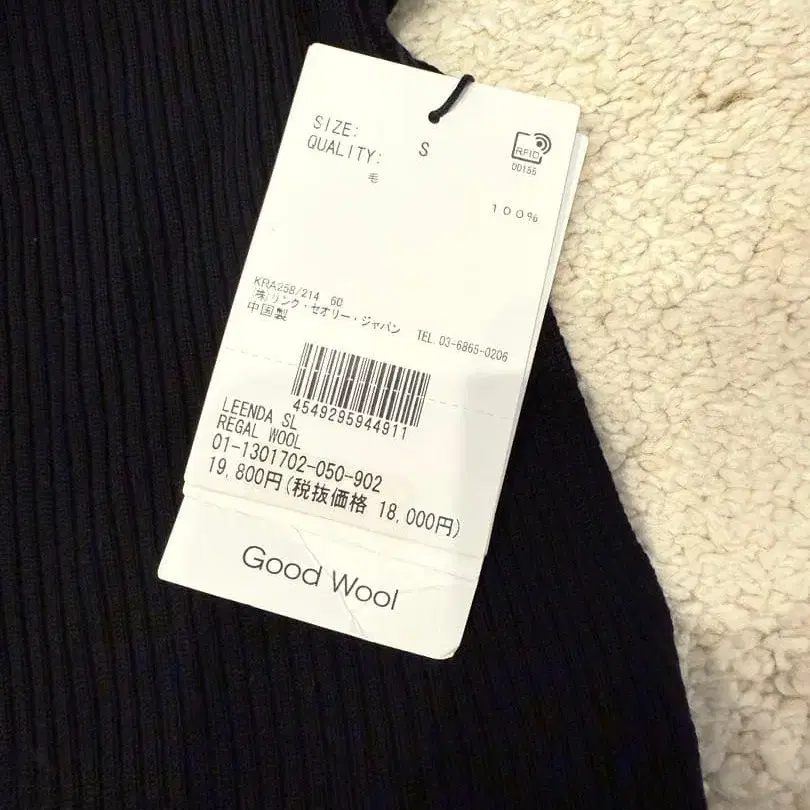 SIZE: S
QUALITY:
毛
100%
RFID
DD155
KRA258/214 60
(株)リンク・セオリー・ジャパン TEL.03-6865-0206
中国製
4549295944911
LEENDA SL
REGAL WOOL
01-1301702-050-902
19,800円(税抜価格 18,000円)
Good Wool